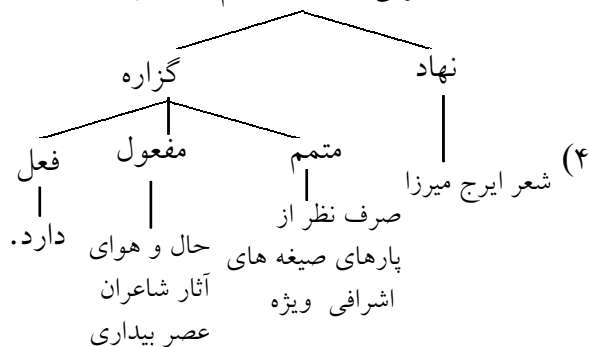 نهاد
گزاره
متمم
مفعول
فعل
۴) شعر ایرج میرزا
صرف نظر از
پارهای صیغه های
اشرافی ویژه
حال و هوای
آثار شاعران
عصر بیداری
دارد.